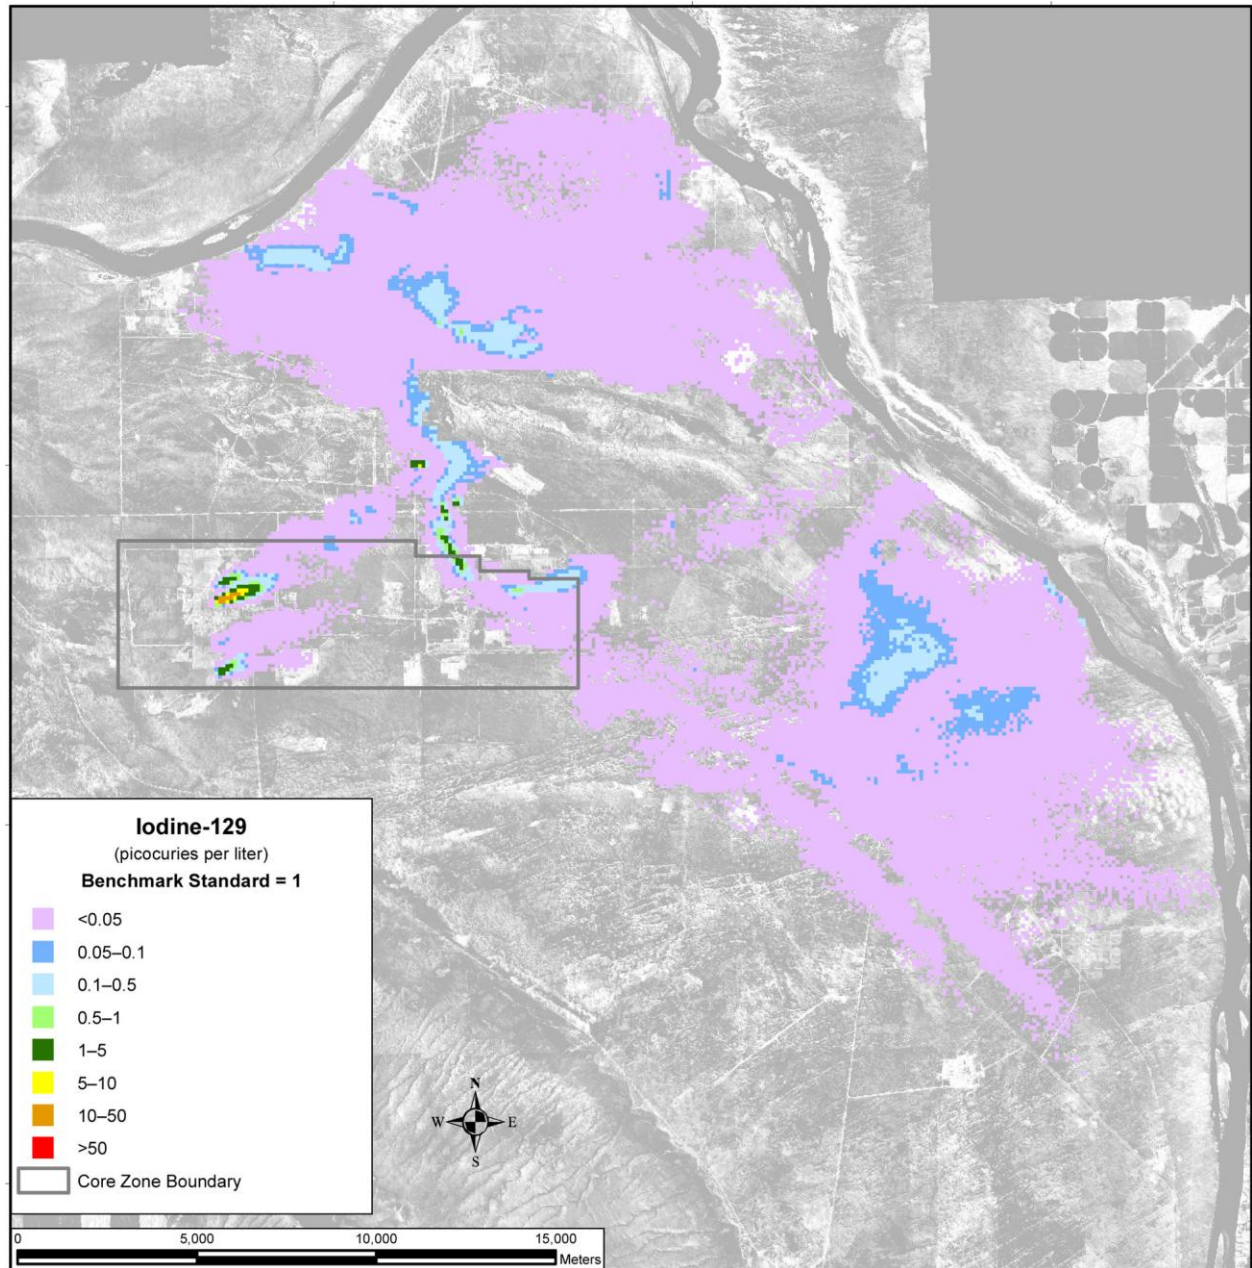 Iodine-129
(picocuries per liter)
Benchmark Standard = 1
<0.05
0.05–0.1
0.1–0.5
0.5–1
1–5
5–10
10–50
>50
Core Zone Boundary
N
W E
S
0 5,000 10,000 15,000
Meters